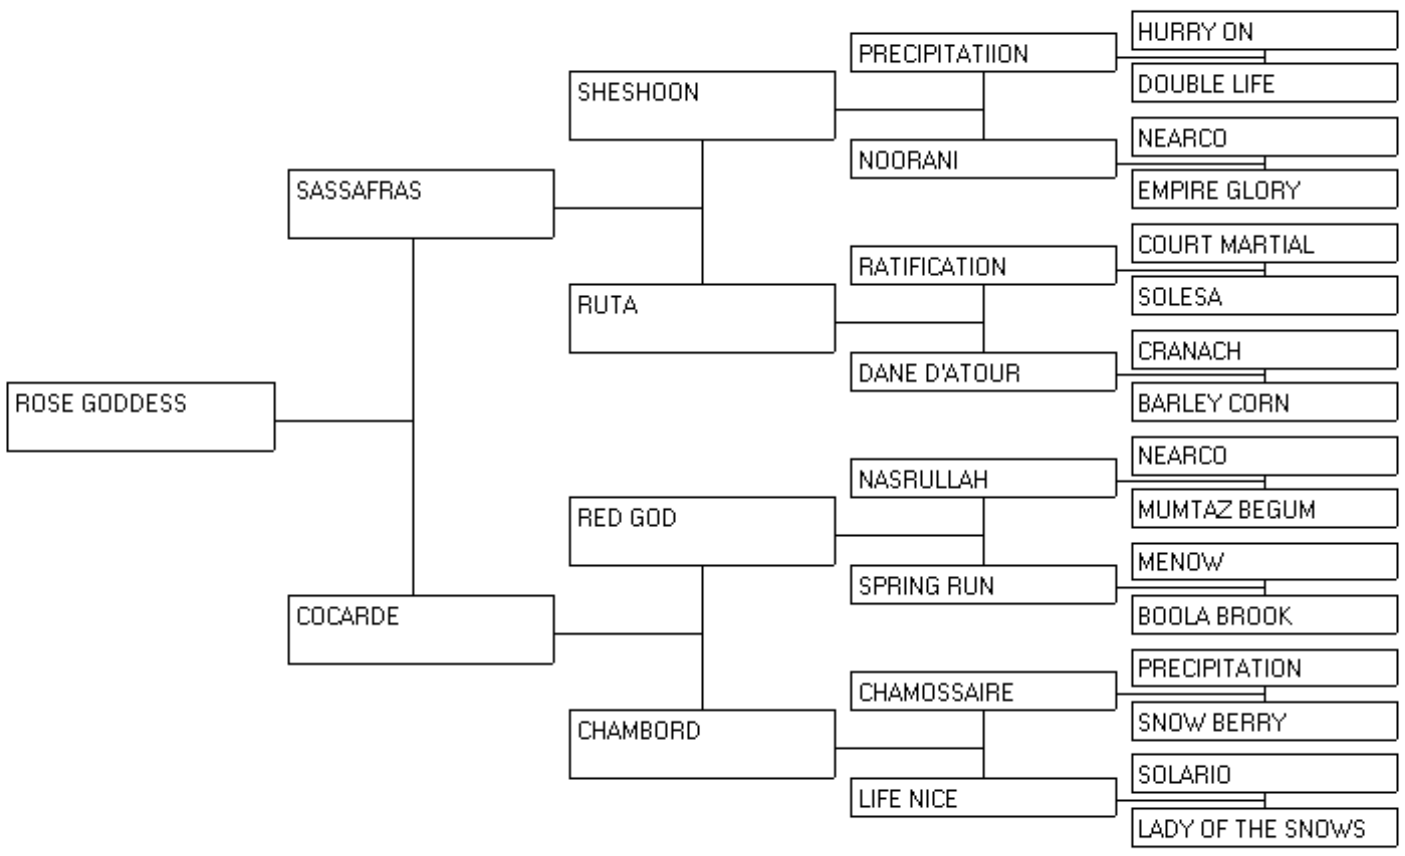 HURRY ON
PRECIPITATIION
DOUBLE LIFE
SHESHOON
NEARCO
NOORANI
EMPIRE GLORY
SASSAFRAS
COURT MARTIAL
RATIFICATION
SOLESA
RUTA
CRANACH
DANE D'ATOUR
BARLEY CORN
ROSE GODDESS
NEARCO
NASRULLAH
MUMTAZ BEGUM
RED GOD
MENOW
SPRING RUN
BOOLA BROOK
COCARDE
PRECIPITATION
CHAMOSSAIRE
SNOW BERRY
CHAMBORD
SOLARIO
LIFE NICE
LADY OF THE SNOWS